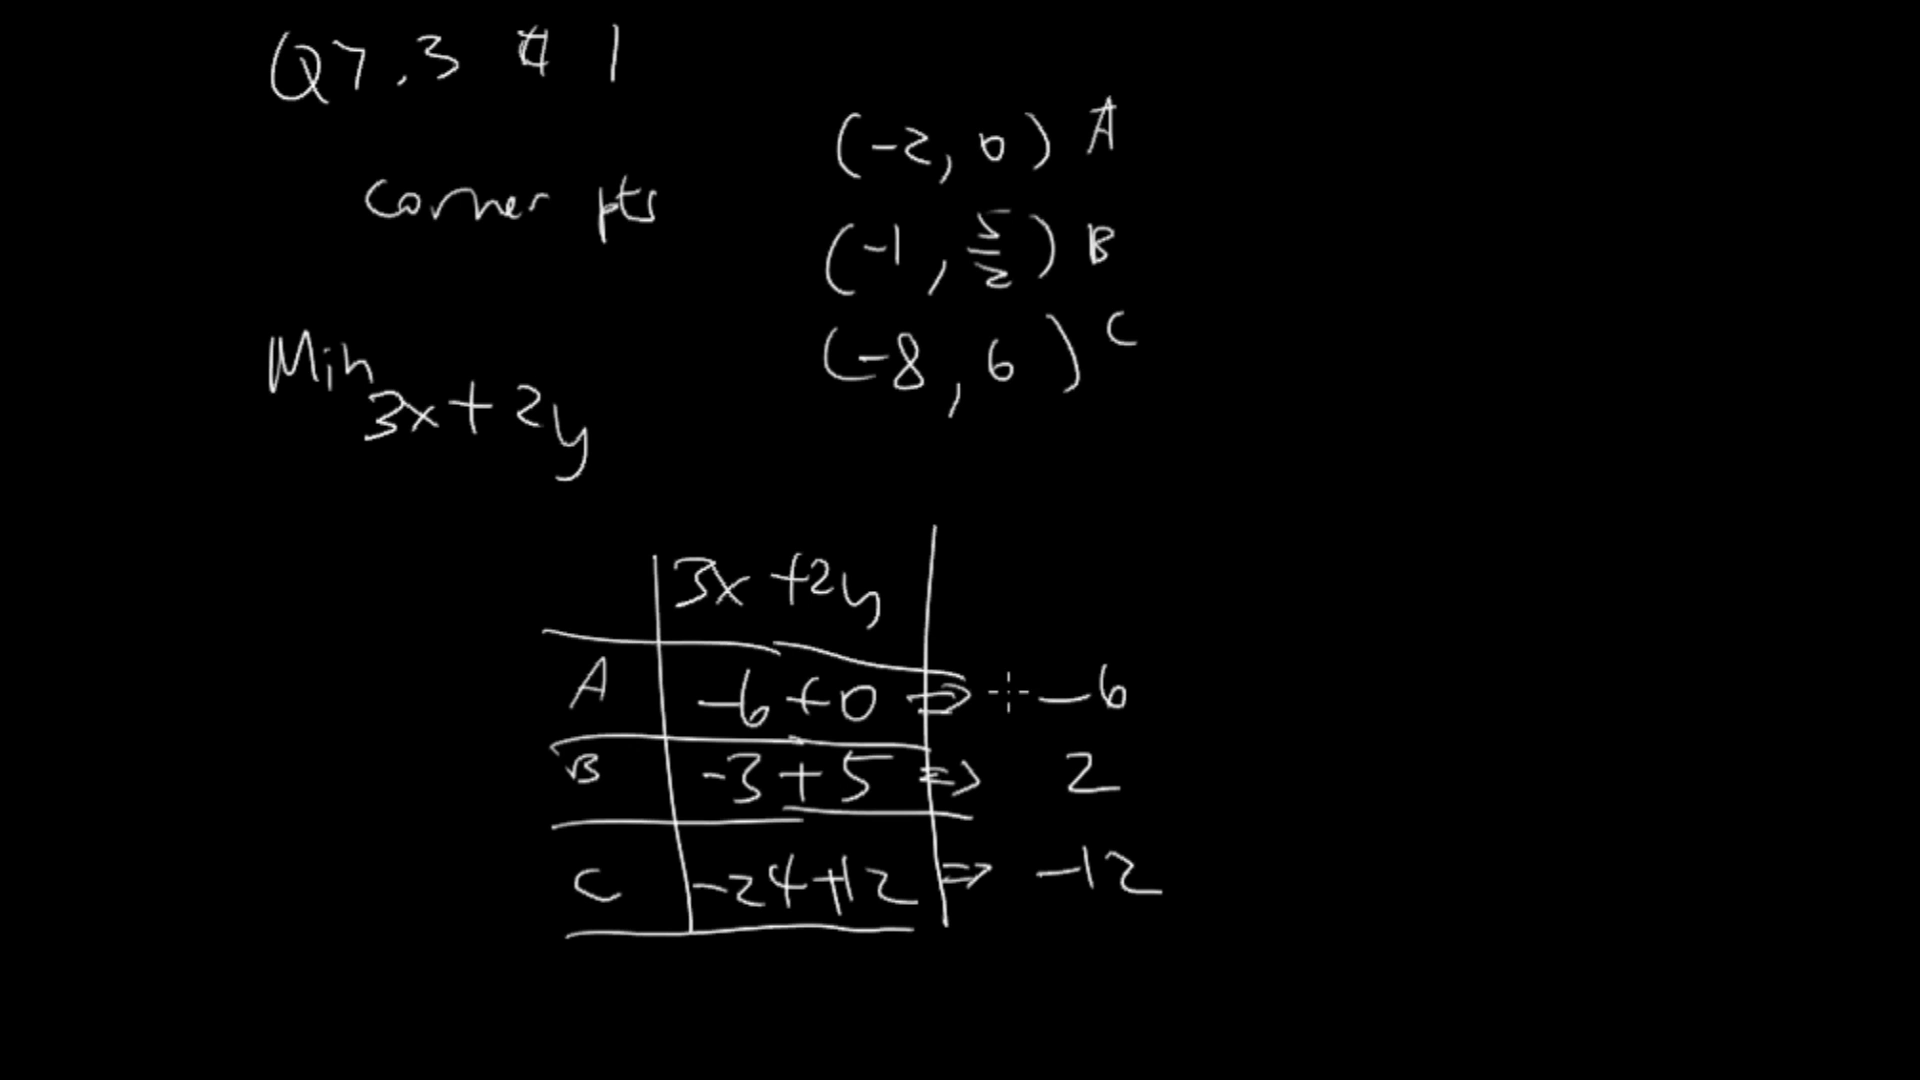 Q7.3 # 1
corner pts
(-2, 0) A
(-1, 5/2) B
(-8, 6) C
Min
3x+2y
3x+2y
A -6+0 ⇒ -6
B -3+5 ⇒ 2
C -24+12 ⇒ -12